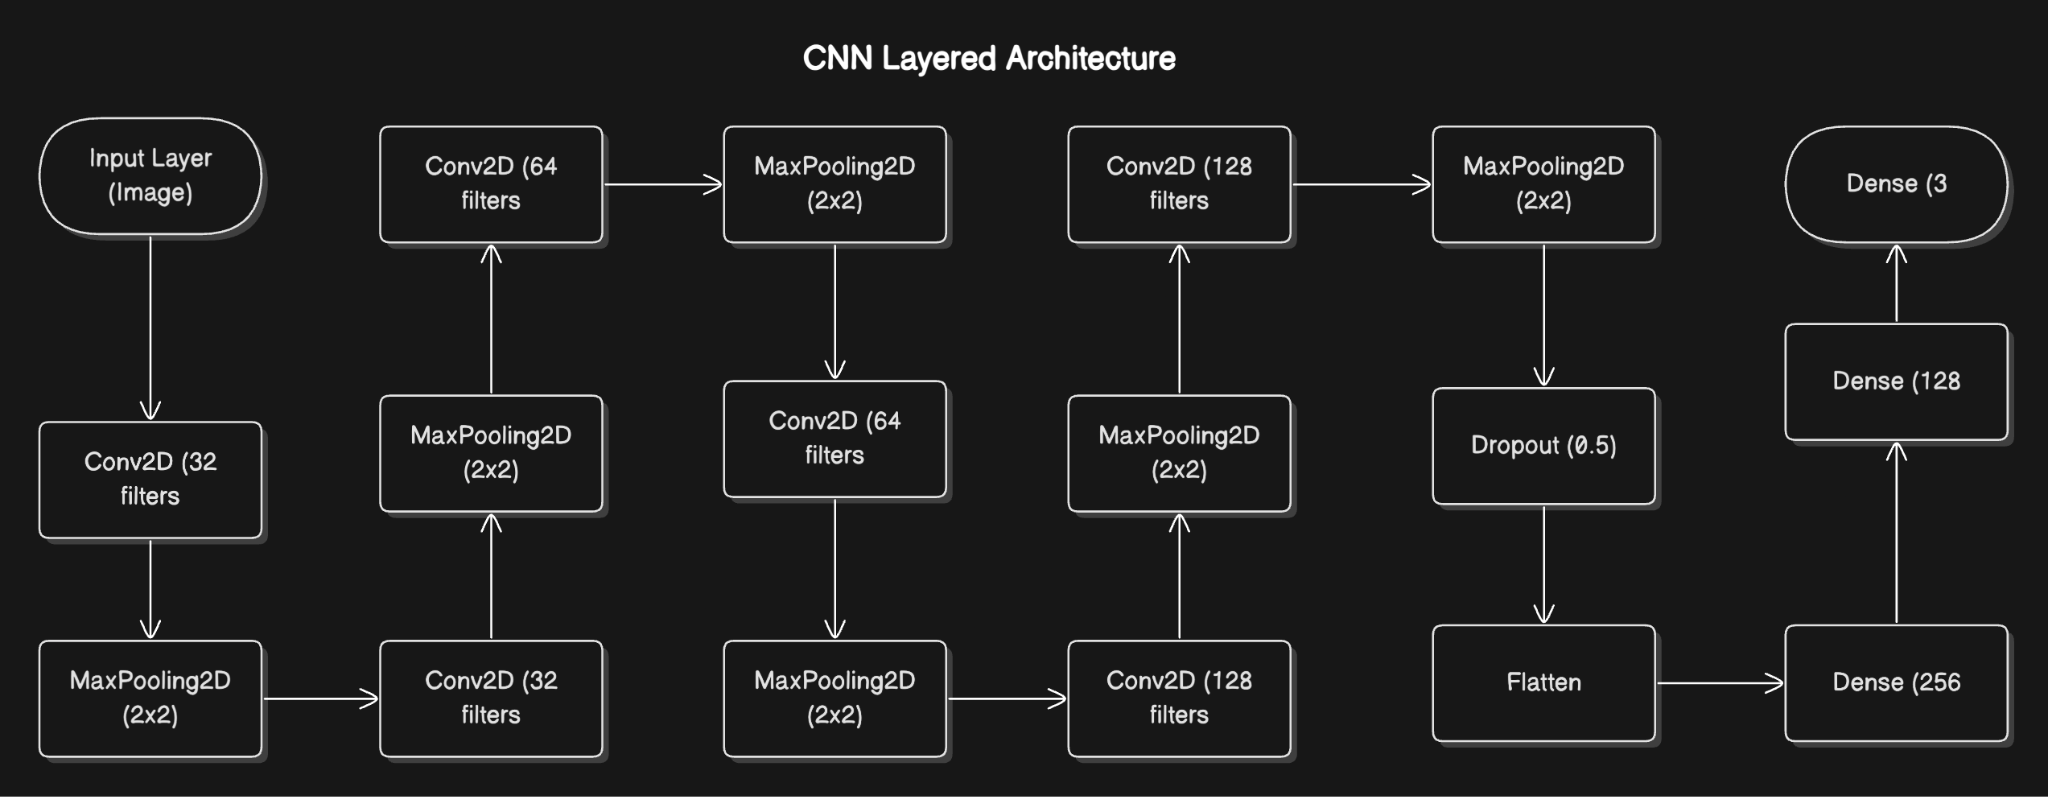 CNN Layered Architecture
Input Layer
(Image)
Conv2D (32
filters
MaxPooling2D
(2x2)
Conv2D (32
filters
MaxPooling2D
(2x2)
Conv2D (64
filters
MaxPooling2D
(2x2)
Conv2D (64
filters
MaxPooling2D
(2x2)
Conv2D (128
filters
MaxPooling2D
(2x2)
Conv2D (128
filters
MaxPooling2D
(2x2)
Dropout (0.5)
Flatten
Dense (256
Dense (128
Dense (3